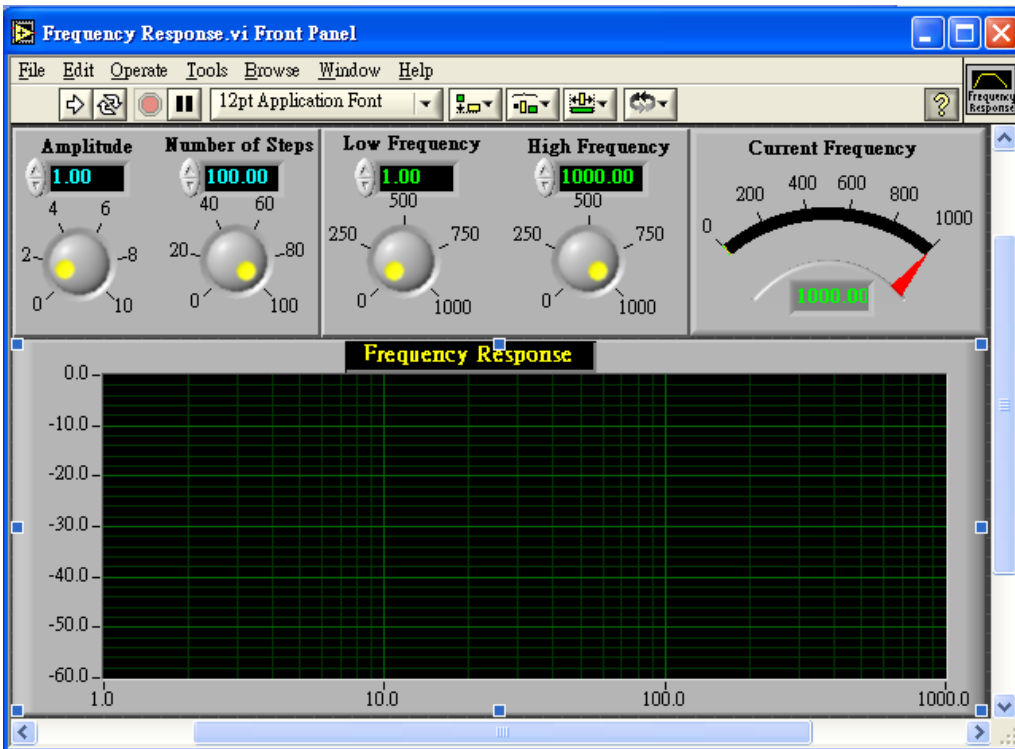 Frequency Response.vi Front Panel
File Edit Operate Tools Browse Window Help
12pt Application Font
?
Frequency
Response
Amplitude
1.00
0 2 4 6 8 10
Number of Steps
100.00
0 20 40 60 80 100
Low Frequency
1.00
0 250 500 750 1000
High Frequency
1000.00
0 250 500 750 1000
Current Frequency
0 200 400 600 800 1000
1000.00
Frequency Response
0.0
-10.0
-20.0
-30.0
-40.0
-50.0
-60.0
1.0 10.0 100.0 1000.0